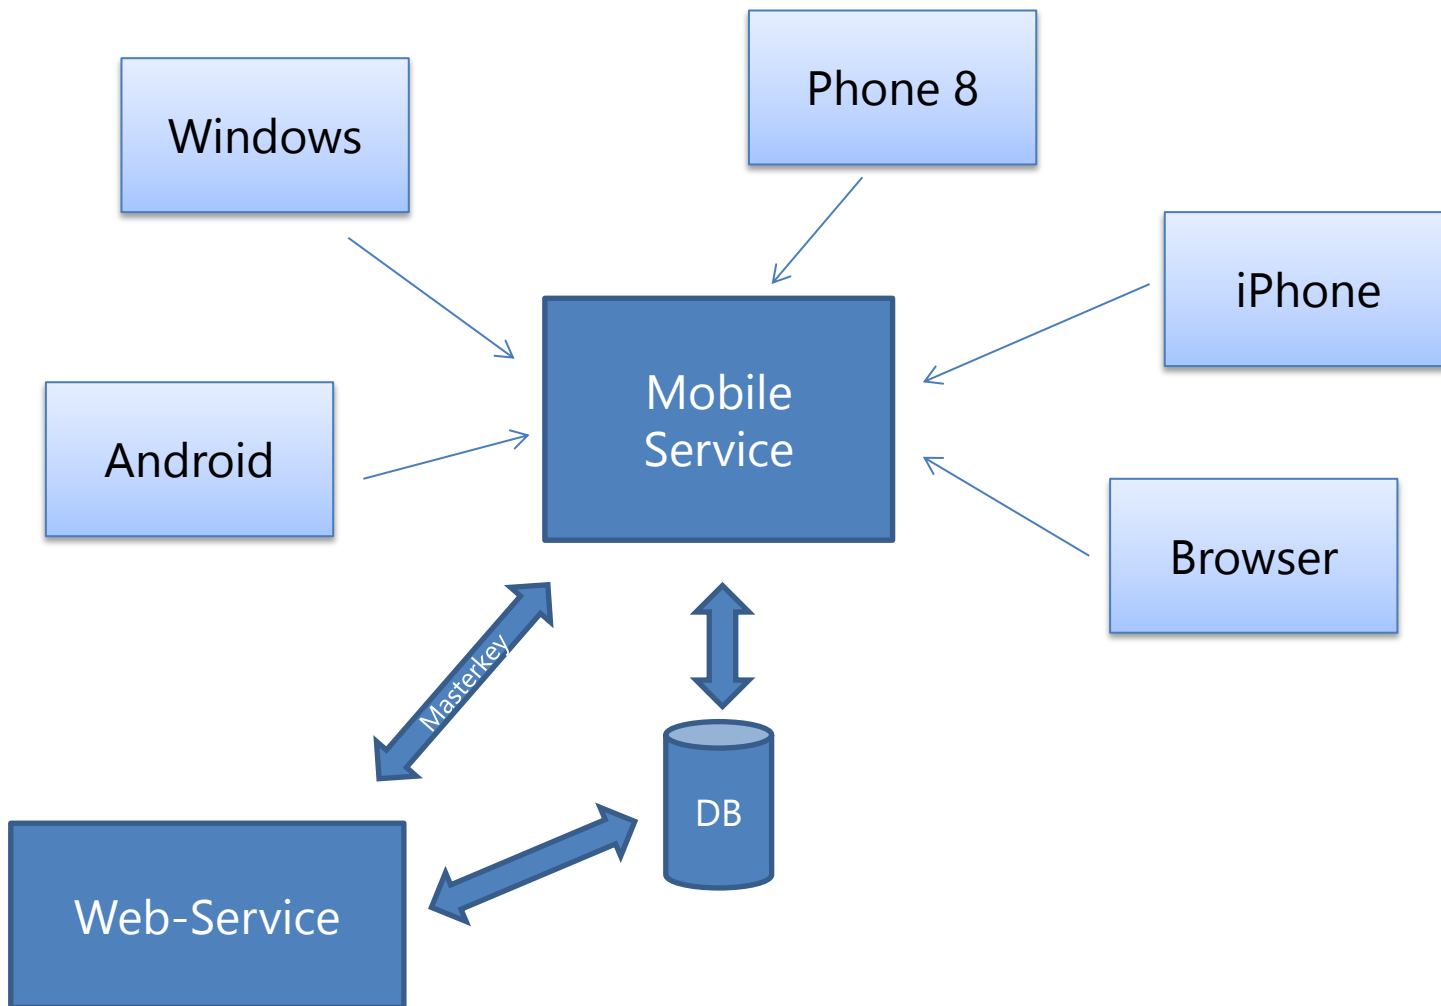 Phone 8
Windows
iPhone
Mobile
Service
Android
Browser
Masterkey
DB
Web-Service